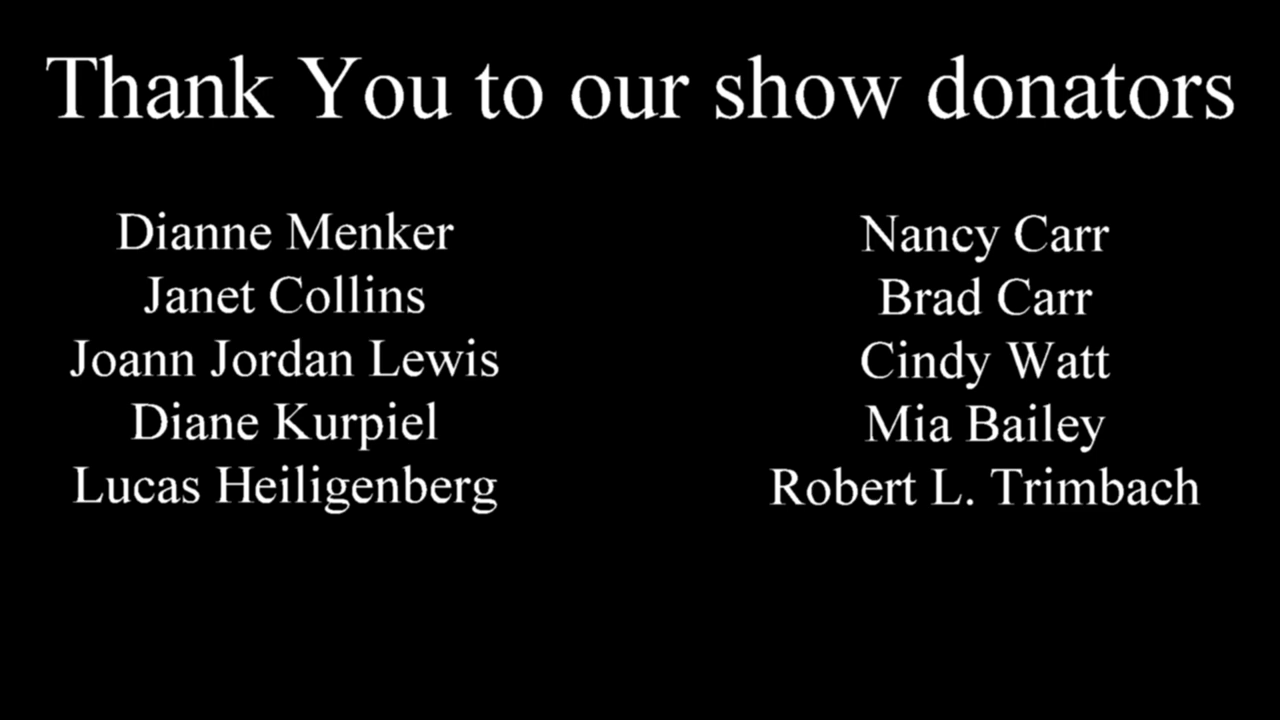 Thank You to our show donators
Dianne Menker
Janet Collins
Joann Jordan Lewis
Diane Kurpiel
Lucas Heiligenberg
Nancy Carr
Brad Carr
Cindy Watt
Mia Bailey
Robert L. Trimbach